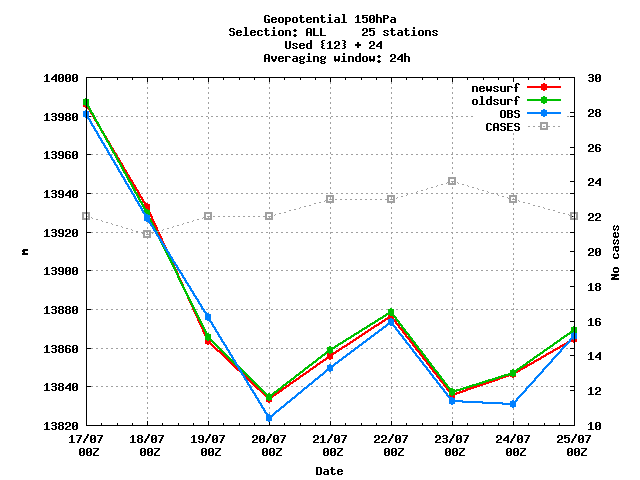 Geopotential 150hPa
Selection: ALL 25 stations
Used {12} + 24
Averaging window: 24h
newsurf
oldsurf
OBS
CASES
14000
13980
13960
13940
13920
13900
13880
13860
13840
13820
m
30
28
26
24
22
20
18
16
14
12
10
No cases
17/07 18/07 19/07 20/07 21/07 22/07 23/07 24/07 25/07
00Z 00Z 00Z 00Z 00Z 00Z 00Z 00Z 00Z
Date